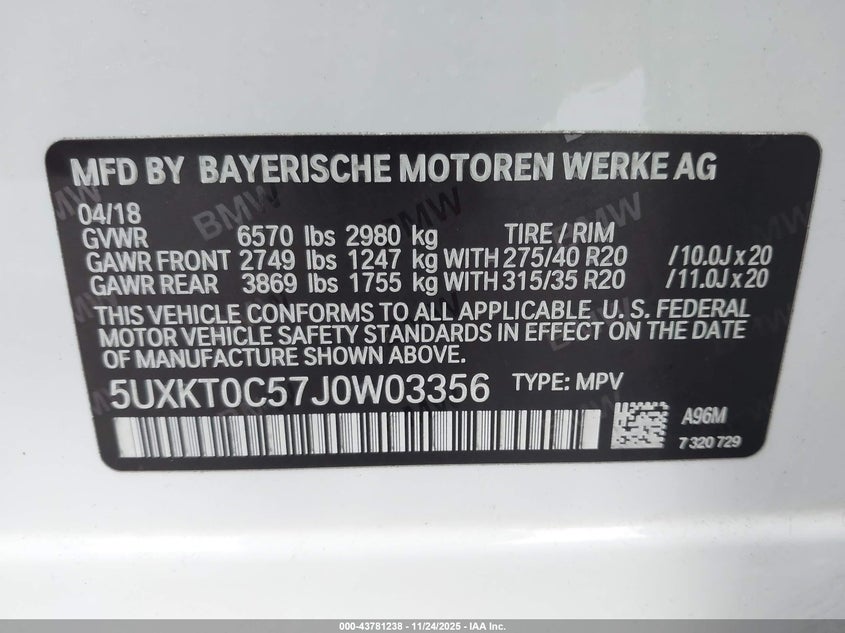 MFD BY BAYERISCHE MOTOREN WERKE AG
04/18
GVWR 6570 lbs 2980 kg TIRE / RIM
GAWR FRONT 2749 lbs 1247 kg WITH 275/40 R20 /10.0J x 20
GAWR REAR 3869 lbs 1755 kg WITH 315/35 R20 /11.0J x 20
THIS VEHICLE CONFORMS TO ALL APPLICABLE U. S. FEDERAL
MOTOR VEHICLE SAFETY STANDARDS IN EFFECT ON THE DATE
OF MANUFACTURE SHOWN ABOVE.
5UXKT0C57J0W03356 TYPE: MPV
A96M
7 320 729
000-43781238 - 11/24/2025 - IAA Inc.